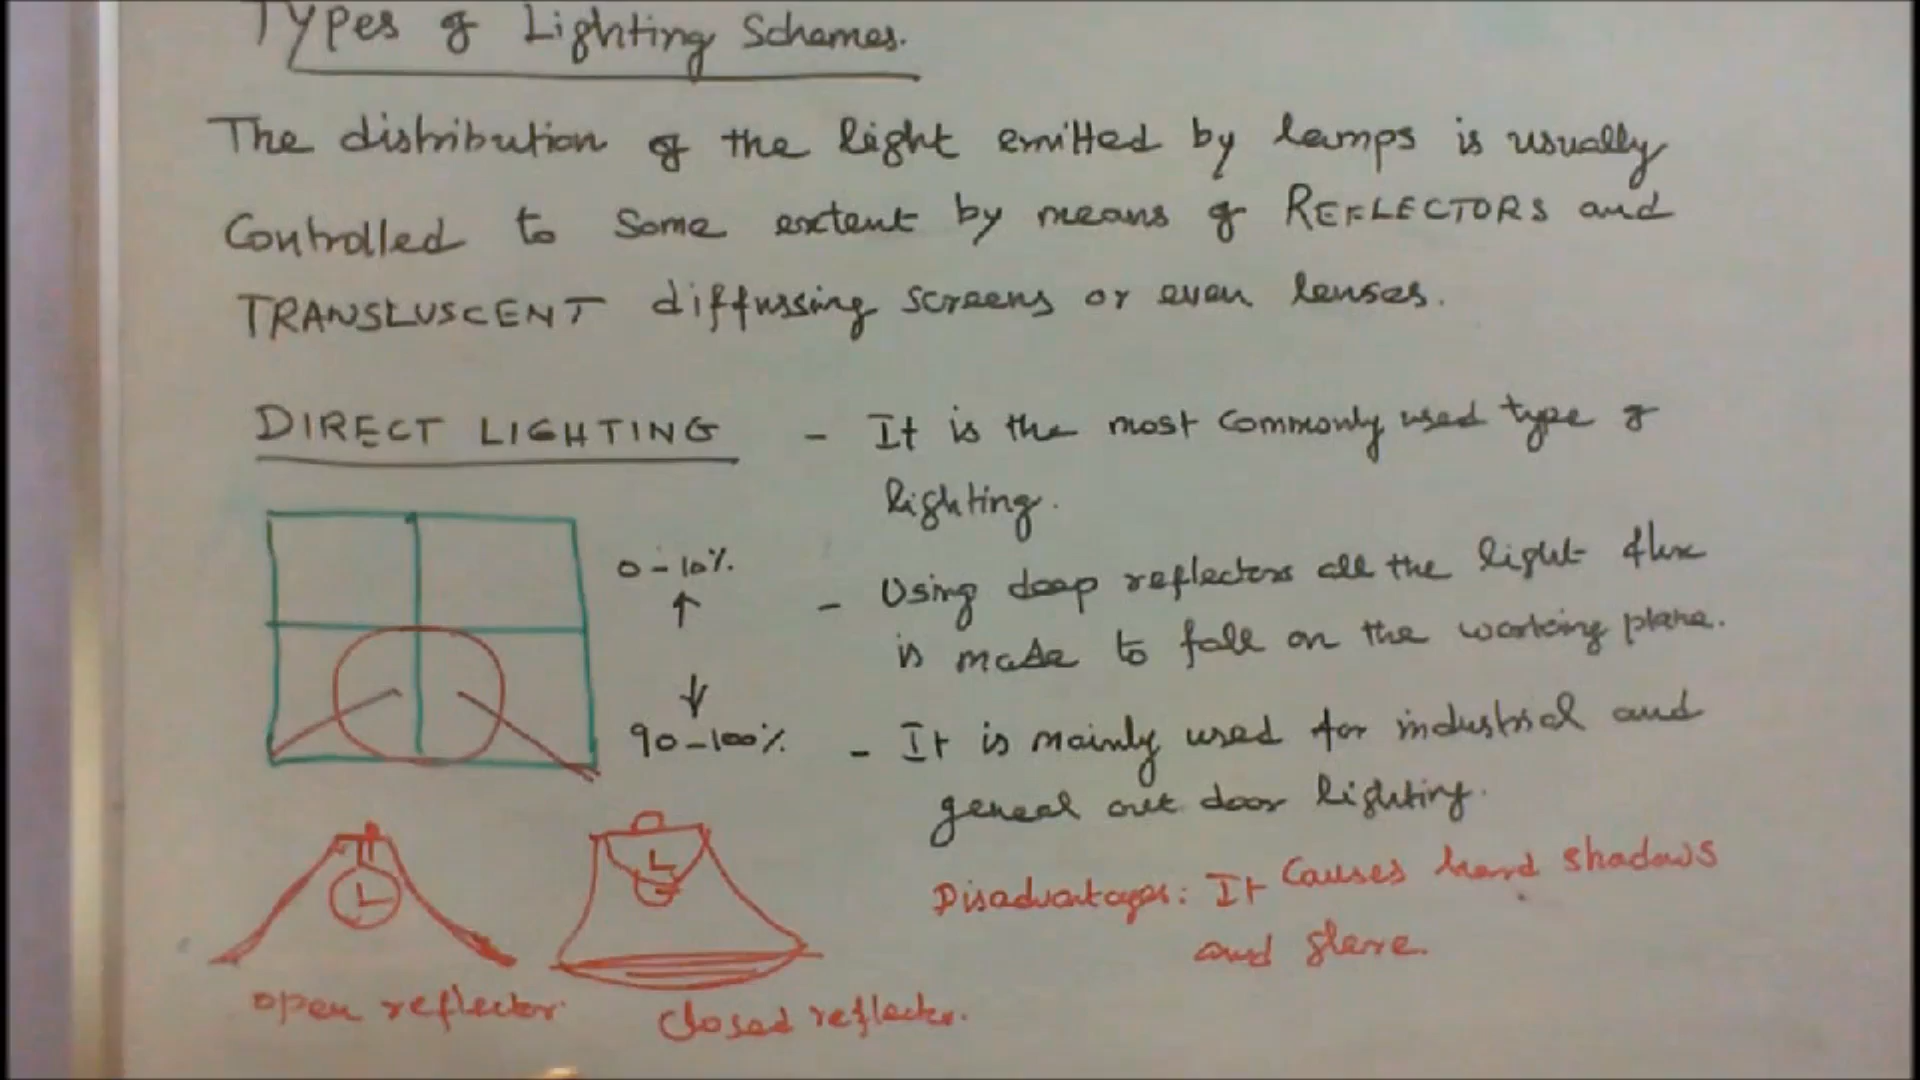 Types of Lighting Schemes.
The distribution of the light emitted by lamps is usually
Controlled to Some extent by means of REFLECTORS and
TRANSLUSCENT diffussing screens or even lenses.
DIRECT LIGHTING - It is the most commonly used type of
lighting.
0-10%. - Using deep reflectors all the light flux
↑
is made to fall on the working plane.
↓
90-100%. - It is mainly used for industrial and
geneal out door lighting.
Disadvantages: It Causes hard shadows
and glare.
L
L
open reflector
closed reflector.